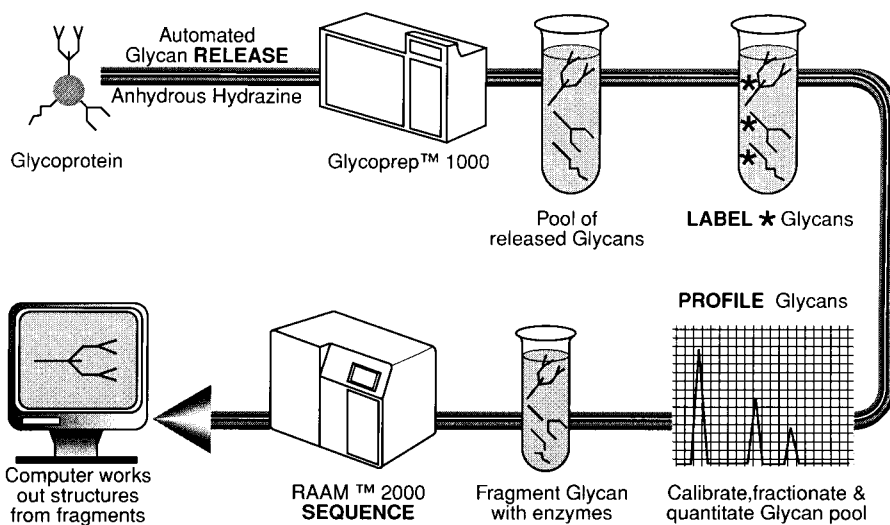 Automated
Glycan RELEASE
Anhydrous Hydrazine
Glycoprotein
Glycoprep™ 1000
Pool of
released Glycans
LABEL * Glycans
PROFILE Glycans
Calibrate,fractionate &
quantitate Glycan pool
Fragment Glycan
with enzymes
RAAM ™ 2000
SEQUENCE
Computer works
out structures
from fragments